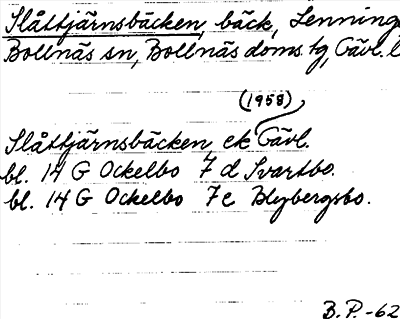 Slåttjärnsbäcken, bäck, Lenninge
Bollnäs sn, Bollnäs doms. tg, Gävl. l
(1958)
Slåttjärnsbäcken ek Gävl.
bl. 14 G Ockelbo 7 d Svartbo.
bl. 14 G Ockelbo 7 e Blybergsbo.
B.P.-62